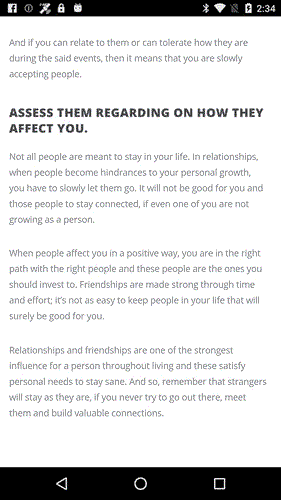 2:34
And if you can relate to them or can tolerate how they are
during the said events, then it means that you are slowly
accepting people.
ASSESS THEM REGARDING ON HOW THEY
AFFECT YOU.
Not all people are meant to stay in your life. In relationships,
when people become hindrances to your personal growth,
you have to slowly let them go. It will not be good for you and
those people to stay connected, if even one of you are not
growing as a person.
When people affect you in a positive way, you are in the right
path with the right people and these people are the ones you
should invest to. Friendships are made strong through time
and effort; it's not as easy to keep people in your life that will
surely be good for you.
Relationships and friendships are one of the strongest
influence for a person throughout living and these satisfy
personal needs to stay sane. And so, remember that strangers
will stay as they are, if you never try to go out there, meet
them and build valuable connections.